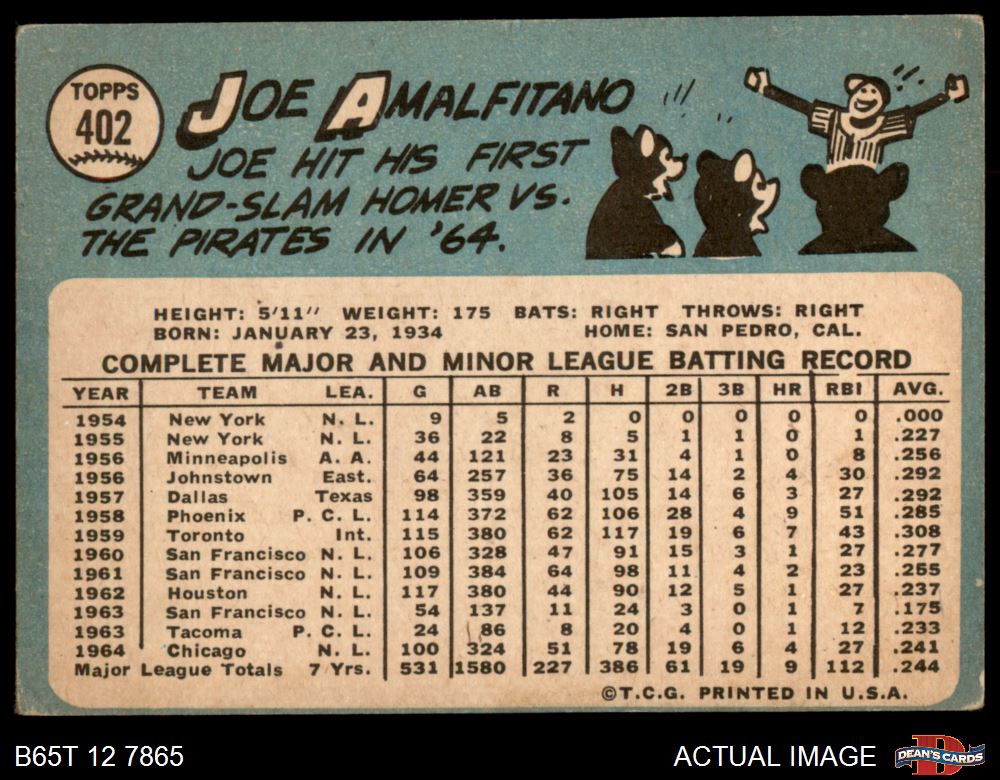 TOPPS
402
JOE AMALFITANO
JOE HIT HIS FIRST
GRAND-SLAM HOMER VS.
THE PIRATES IN '64.
HEIGHT: 5'11" WEIGHT: 175 BATS: RIGHT THROWS: RIGHT
BORN: JANUARY 23, 1934 HOME: SAN PEDRO, CAL.
COMPLETE MAJOR AND MINOR LEAGUE BATTING RECORD
YEAR TEAM LEA. G AB R H 2B 3B HR RBI AVG.
1954 New York N. L. 9 5 2 0 0 0 0 0 .000
1955 New York N. L. 36 22 8 5 1 1 0 1 .227
1956 Minneapolis A. A. 44 121 23 31 4 1 0 8 .256
1956 Johnstown East. 64 257 36 75 14 2 4 30 .292
1957 Dallas Texas 98 359 40 105 14 6 3 27 .292
1958 Phoenix P. C. L. 114 372 62 106 28 4 9 51 .285
1959 Toronto Int. 115 380 62 117 19 6 7 43 .308
1960 San Francisco N. L. 106 328 47 91 15 3 1 27 .277
1961 San Francisco N. L. 109 384 64 98 11 4 2 23 .255
1962 Houston N. L. 117 380 44 90 12 5 1 27 .237
1963 San Francisco N. L. 54 137 11 24 3 0 1 7 .175
1963 Tacoma P. C. L. 24 86 8 20 4 0 1 12 .233
1964 Chicago N. L. 100 324 51 78 19 6 4 27 .241
Major League Totals 7 Yrs. 531 1580 227 386 61 19 9 112 .244
©T.C.G. PRINTED IN U.S.A.
B65T 12 7865 ACTUAL IMAGE
D
DEAN'S CARDS